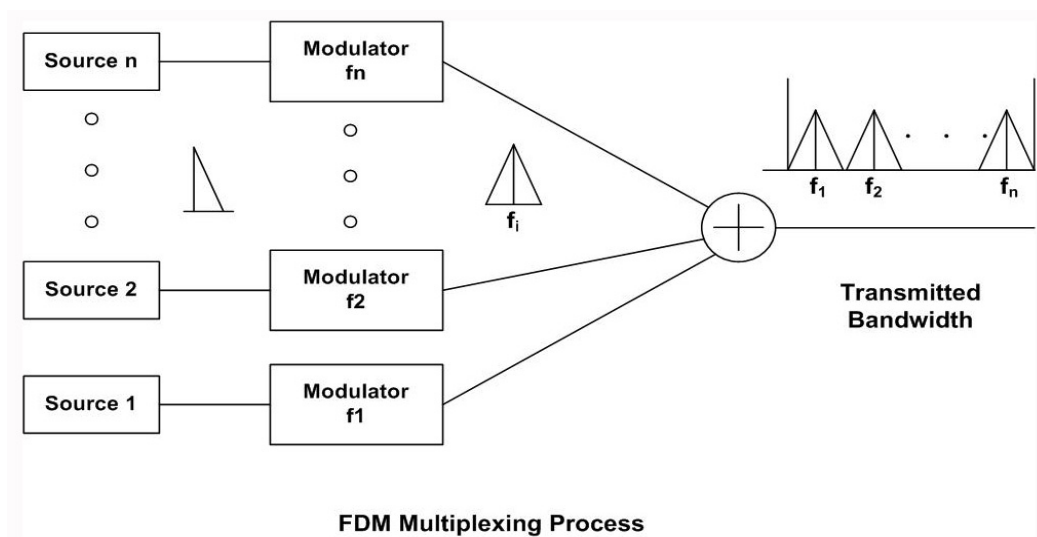 Source n
Modulator
fn
f1
f2
fn
fi
Source 2
Modulator
f2
Transmitted
Bandwidth
Source 1
Modulator
f1
FDM Multiplexing Process